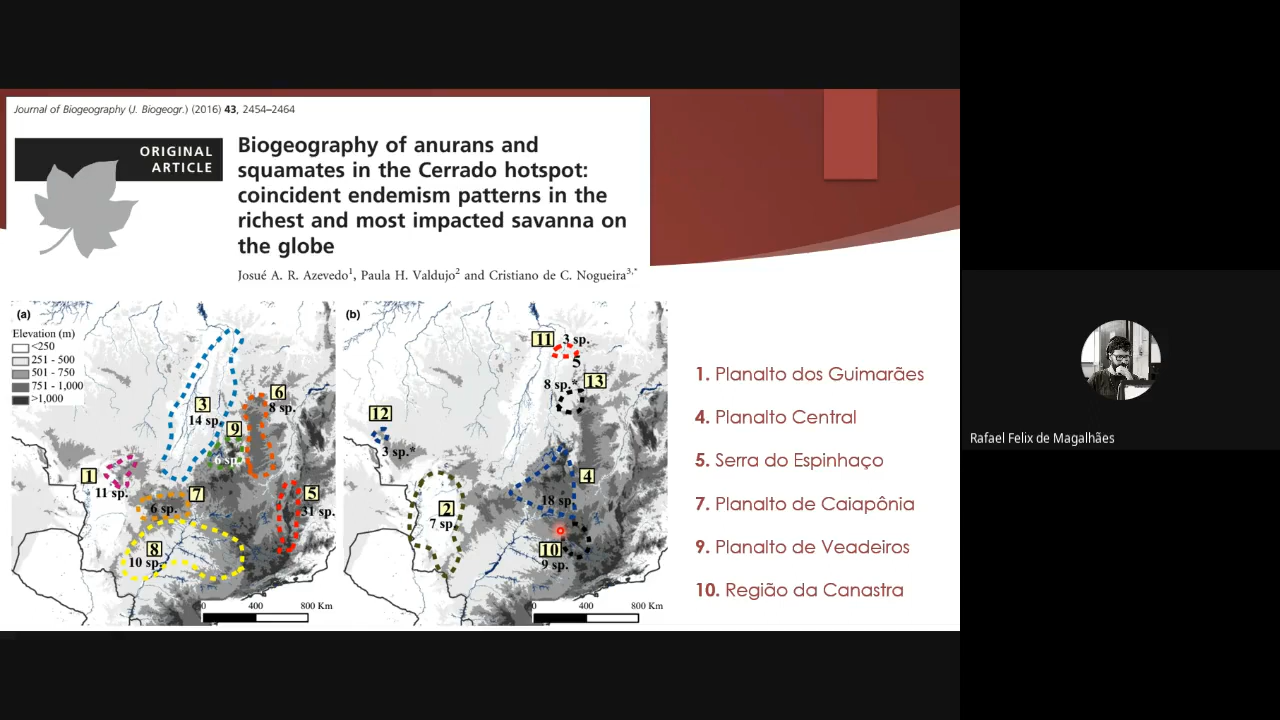 Journal of Biogeography (J. Biogeogr.) (2016) 43, 2454–2464
ORIGINAL
ARTICLE
Biogeography of anurans and
squamates in the Cerrado hotspot:
coincident endemism patterns in the
richest and most impacted savanna on
the globe
Josué A. R. Azevedo1, Paula H. Valdujo2 and Cristiano de C. Nogueira3,*
(a)
Elevation (m)
<250
251 - 500
501 - 750
751 - 1,000
>1,000
3
14 sp.
6
8 sp.
9
6 sp.
1
11 sp.
7
6 sp.
5
31 sp.
8
10 sp.
0 400 800 Km
(b)
11
3 sp.
5
8 sp.*
13
12
3 sp.*
4
18 sp.
2
7 sp.
10
9 sp.
0 400 800 Km
1. Planalto dos Guimarães
4. Planalto Central
5. Serra do Espinhaço
7. Planalto de Caiapônia
9. Planalto de Veadeiros
10. Região da Canastra
Rafael Felix de Magalhães